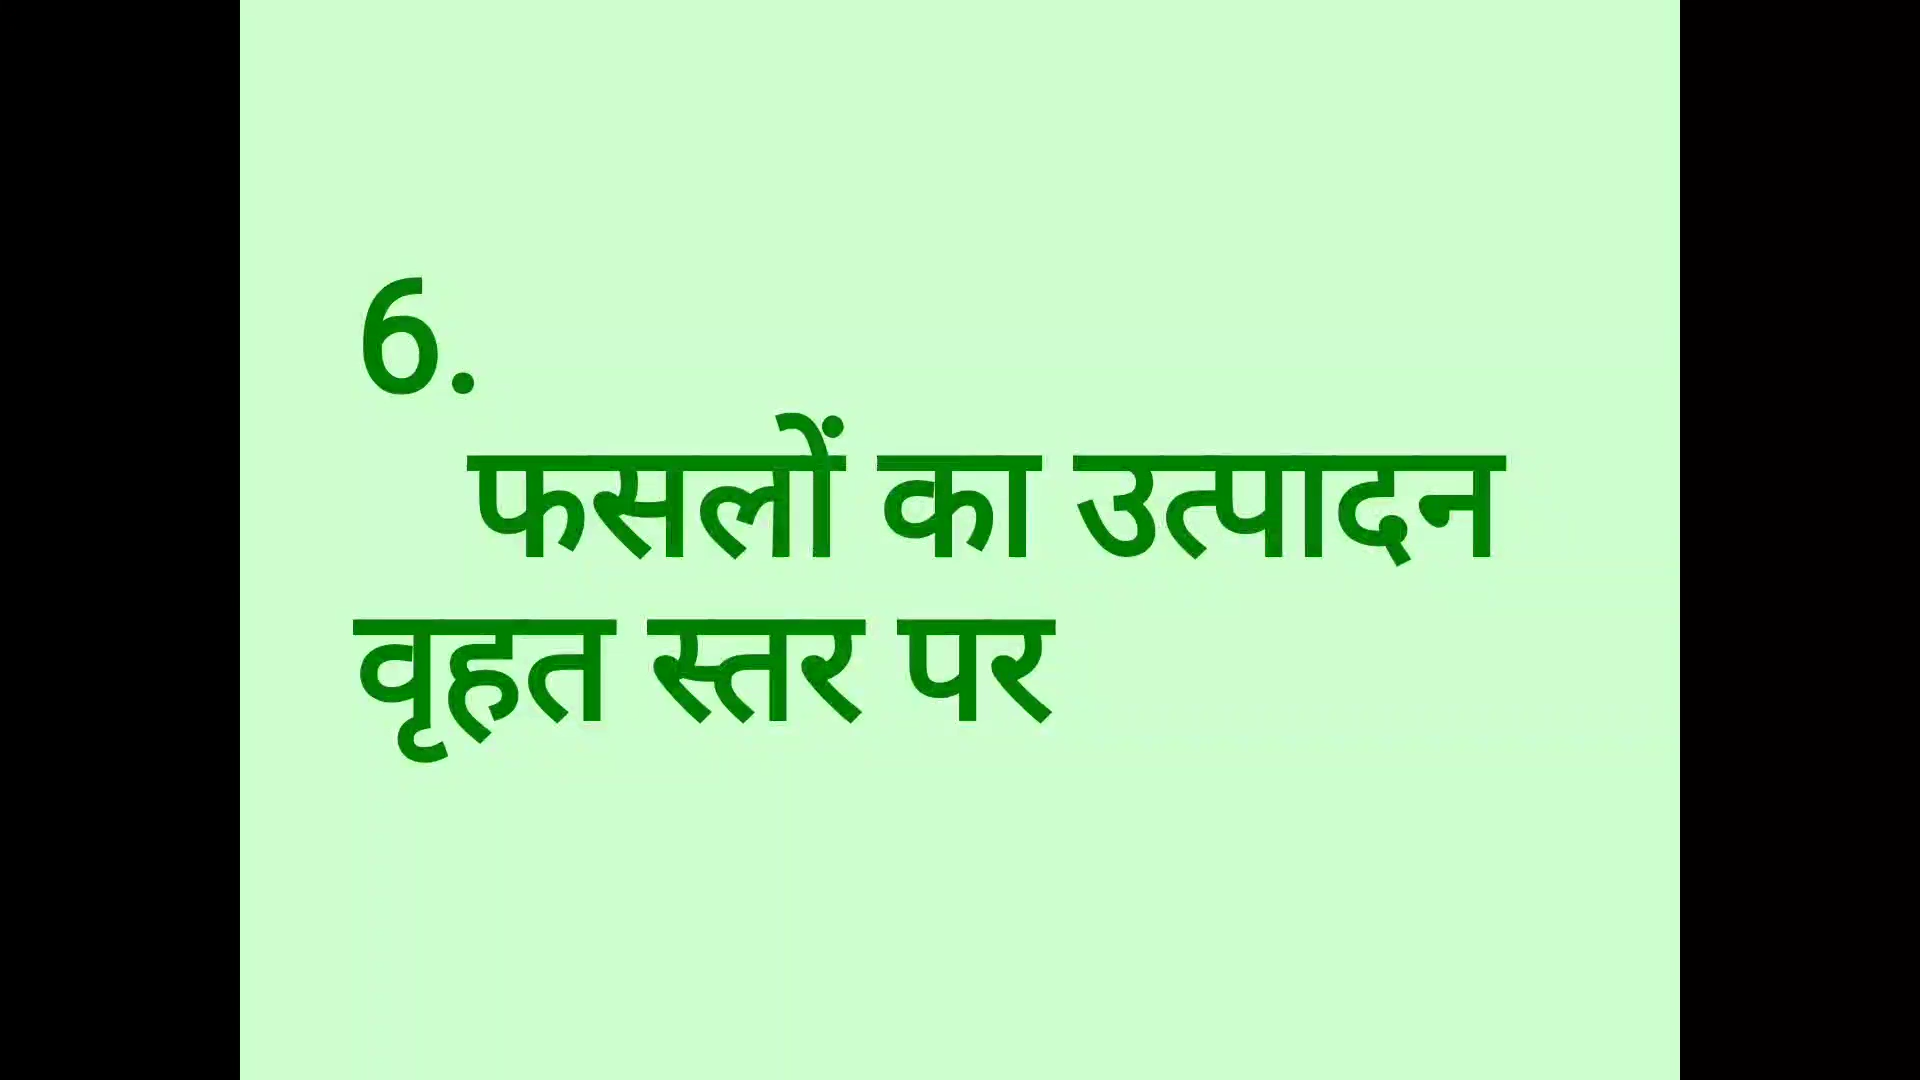 6.
फसलों का उत्पादन
वृहत स्तर पर